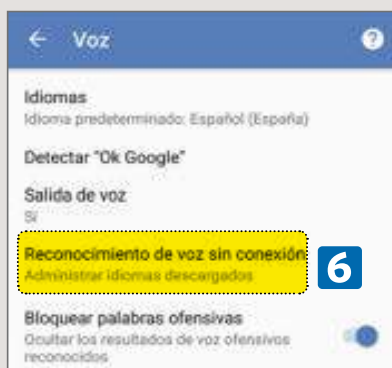 ← Voz ?
Idiomas
Idioma predeterminado: Español (España)
Detectar "Ok Google"
Salida de voz
Sí
Reconocimiento de voz sin conexión
Administrar idiomas descargados
6
Bloquear palabras ofensivas
Ocultar los resultados de voz ofensivos
reconocidos